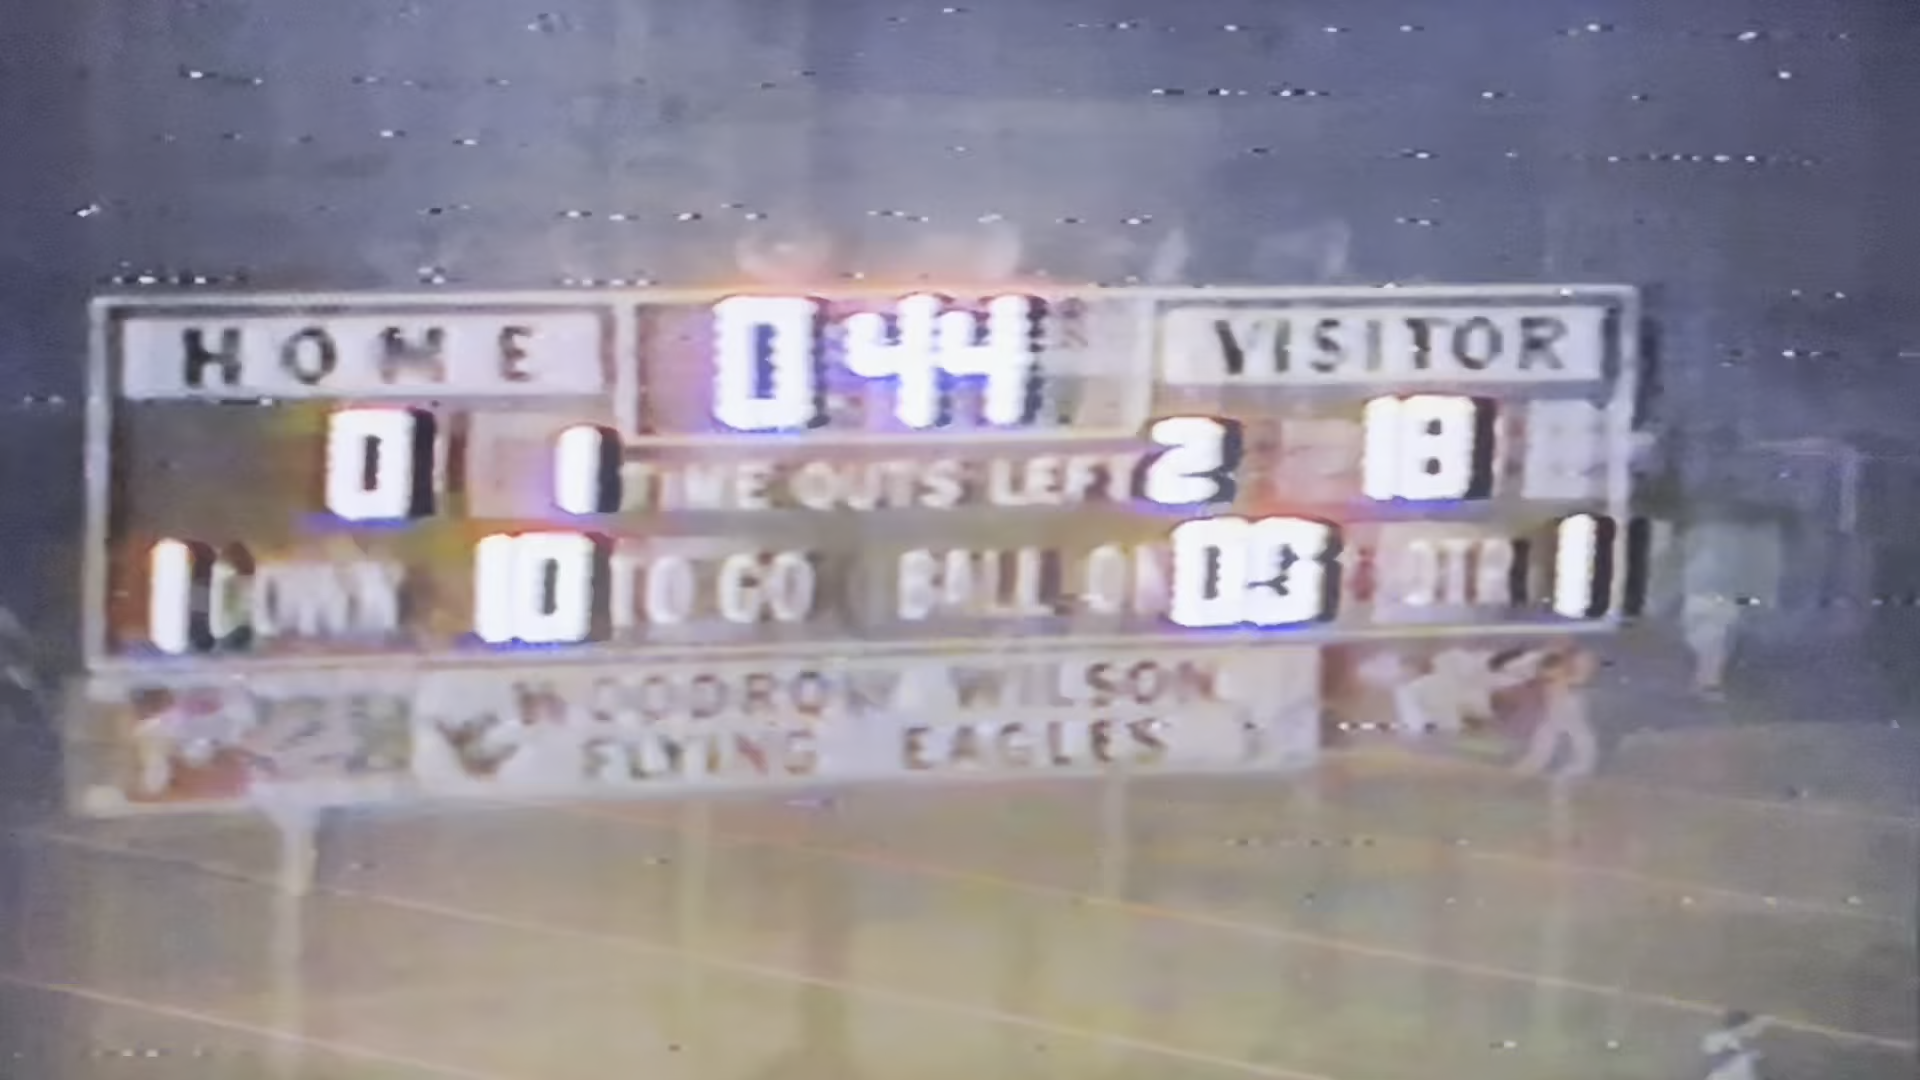 HOME 0 44 VISITOR
0 1 TIME OUTS LEFT 2 18
1 DOWN 10 TO GO BALL ON QTR 1
WOODROW WILSON
FLYING EAGLES